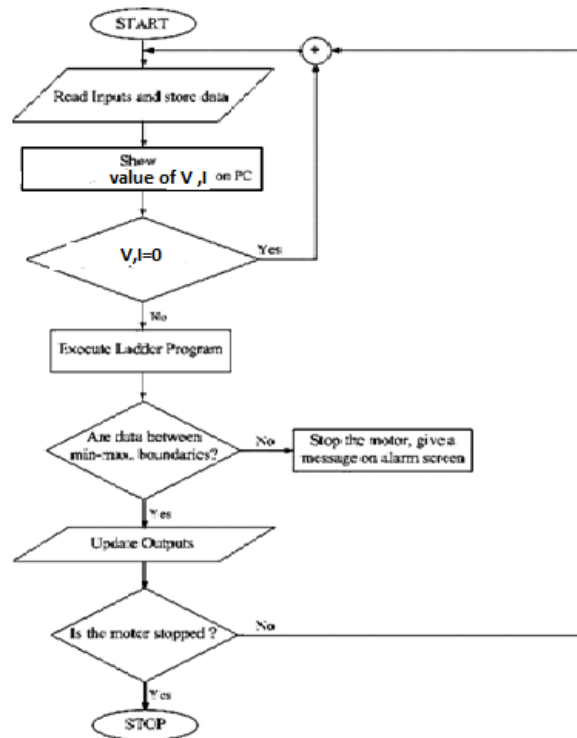 START
+
Read Inputs and store data
Show
value of V ,I on PC
V,I=0
Yes
No
Execute Ladder Program
Are data between
min-max. boundaries?
No
Stop the motor, give a
message on alarm screen
Yes
Update Outputs
Is the motor stopped ?
No
Yes
STOP